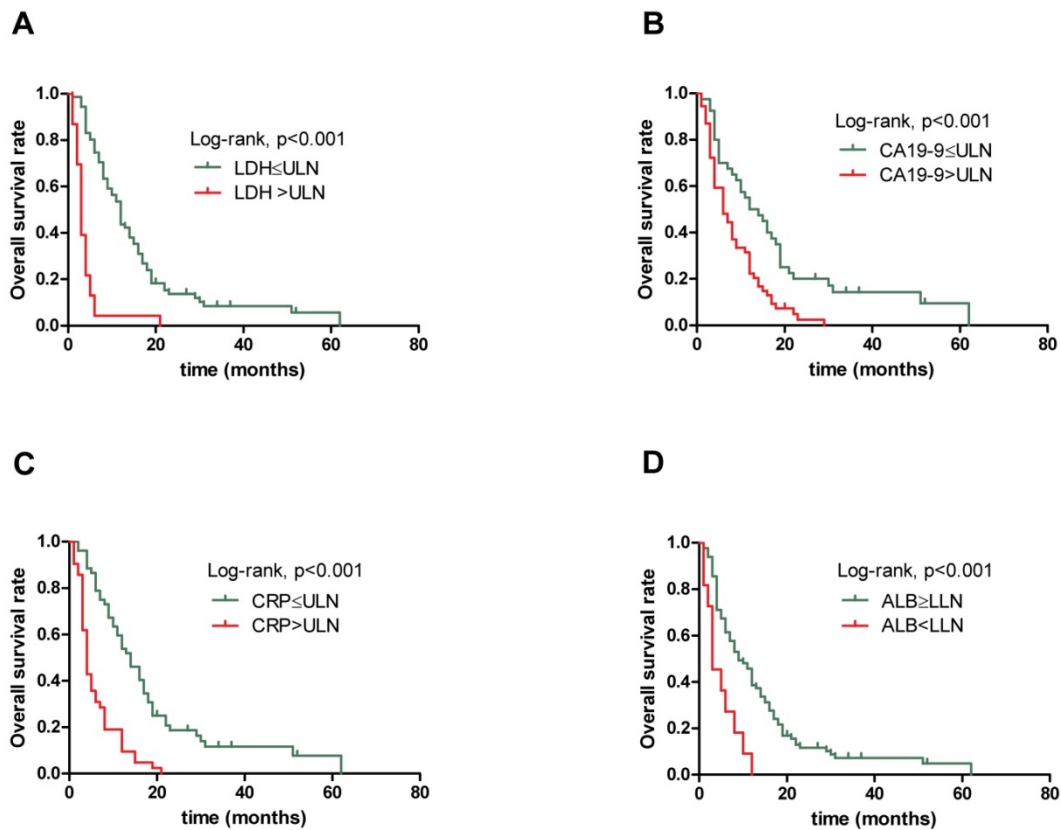 A
Overall survival rate
1.0
0.8
0.6
0.4
0.2
0.0
Log-rank, p<0.001
LDH≤ULN
LDH >ULN
0 20 40 60 80
time (months)
B
Overall survival rate
1.0
0.8
0.6
0.4
0.2
0.0
Log-rank, p<0.001
CA19-9≤ULN
CA19-9>ULN
0 20 40 60 80
time (months)
C
Overall survival rate
1.0
0.8
0.6
0.4
0.2
0.0
Log-rank, p<0.001
CRP≤ULN
CRP>ULN
0 20 40 60 80
time (months)
D
Overall survival rate
1.0
0.8
0.6
0.4
0.2
0.0
Log-rank, p<0.001
ALB≥LLN
ALB<LLN
0 20 40 60 80
time (months)